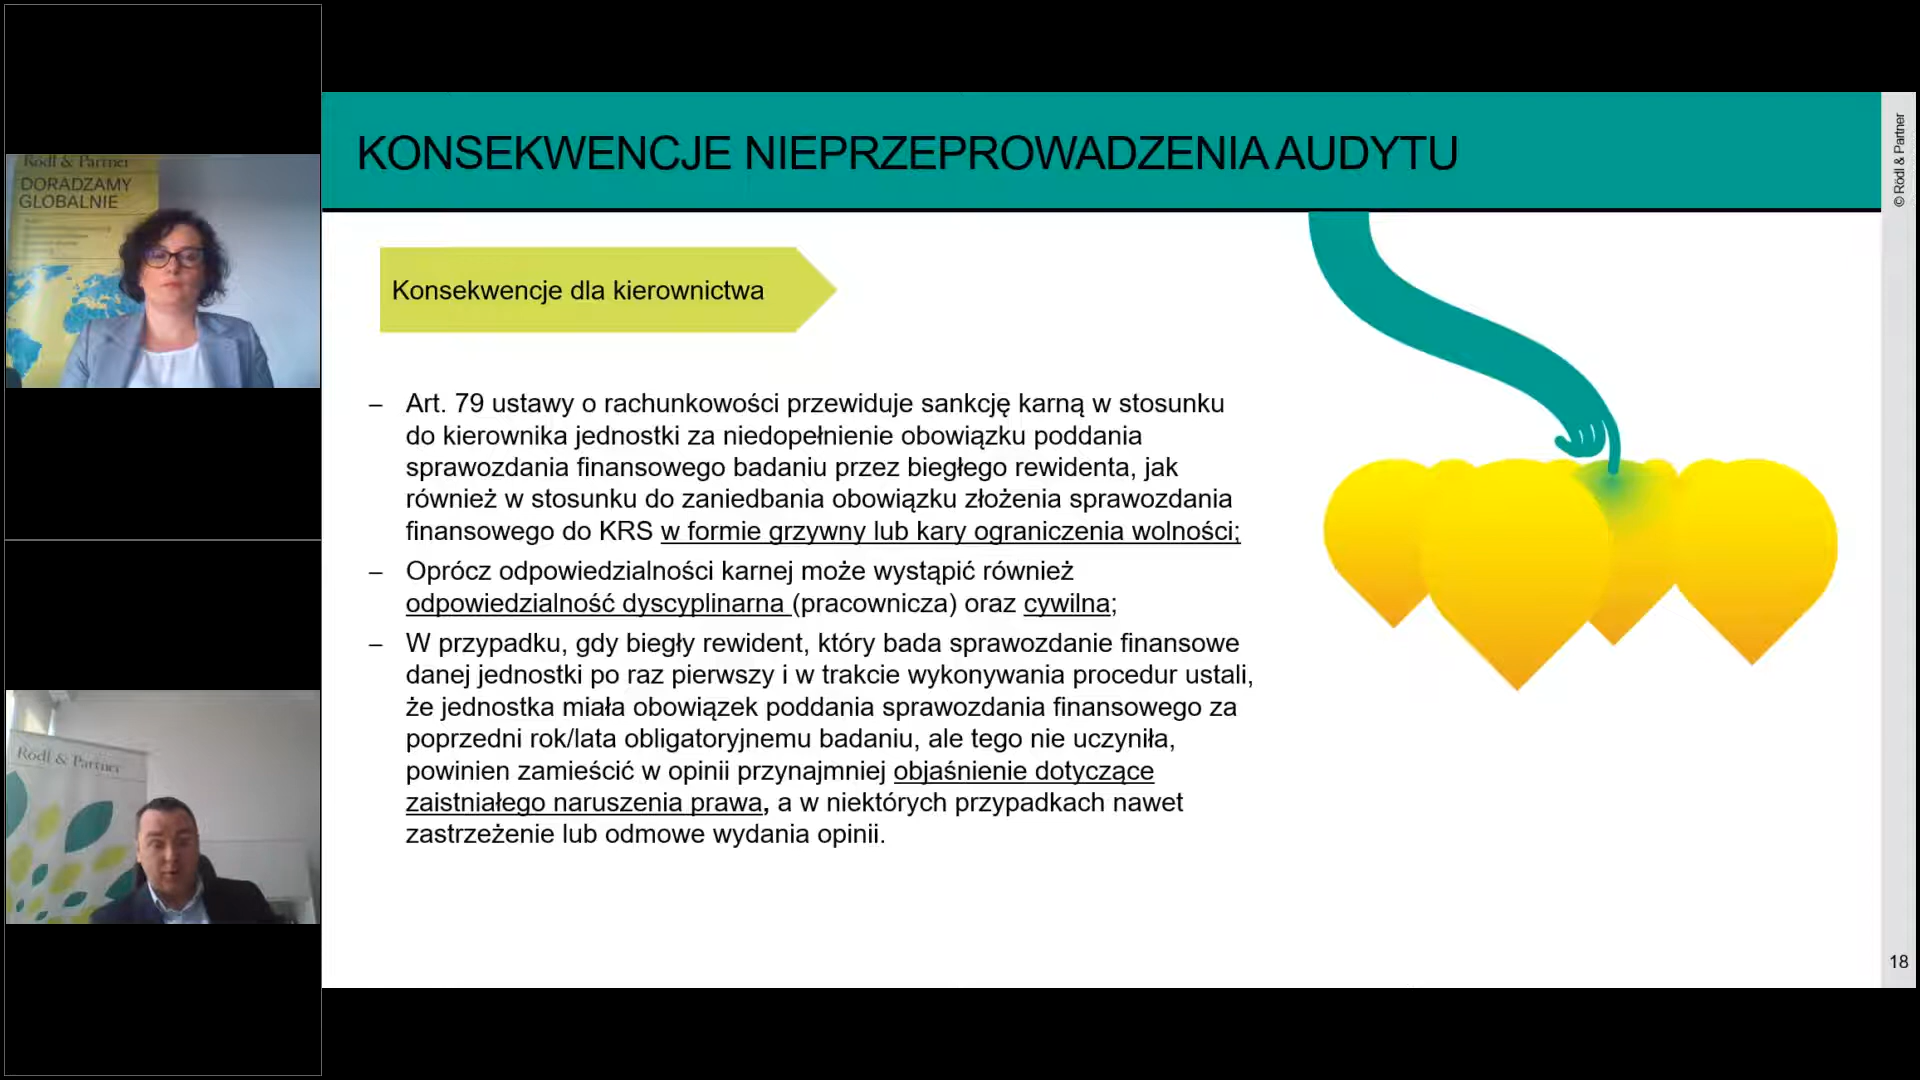 Rödl & Partner
DORADZAMY
GLOBALNIE
Rödl & Partner
KONSEKWENCJE NIEPRZEPROWADZENIA AUDYTU
© Rödl & Partner
Konsekwencje dla kierownictwa
– Art. 79 ustawy o rachunkowości przewiduje sankcję karną w stosunku
do kierownika jednostki za niedopełnienie obowiązku poddania
sprawozdania finansowego badaniu przez biegłego rewidenta, jak
również w stosunku do zaniedbania obowiązku złożenia sprawozdania
finansowego do KRS w formie grzywny lub kary ograniczenia wolności;
– Oprócz odpowiedzialności karnej może wystąpić również
odpowiedzialność dyscyplinarna (pracownicza) oraz cywilna;
– W przypadku, gdy biegły rewident, który bada sprawozdanie finansowe
danej jednostki po raz pierwszy i w trakcie wykonywania procedur ustali,
że jednostka miała obowiązek poddania sprawozdania finansowego za
poprzedni rok/lata obligatoryjnemu badaniu, ale tego nie uczyniła,
powinien zamieścić w opinii przynajmniej objaśnienie dotyczące
zaistniałego naruszenia prawa, a w niektórych przypadkach nawet
zastrzeżenie lub odmowe wydania opinii.
18